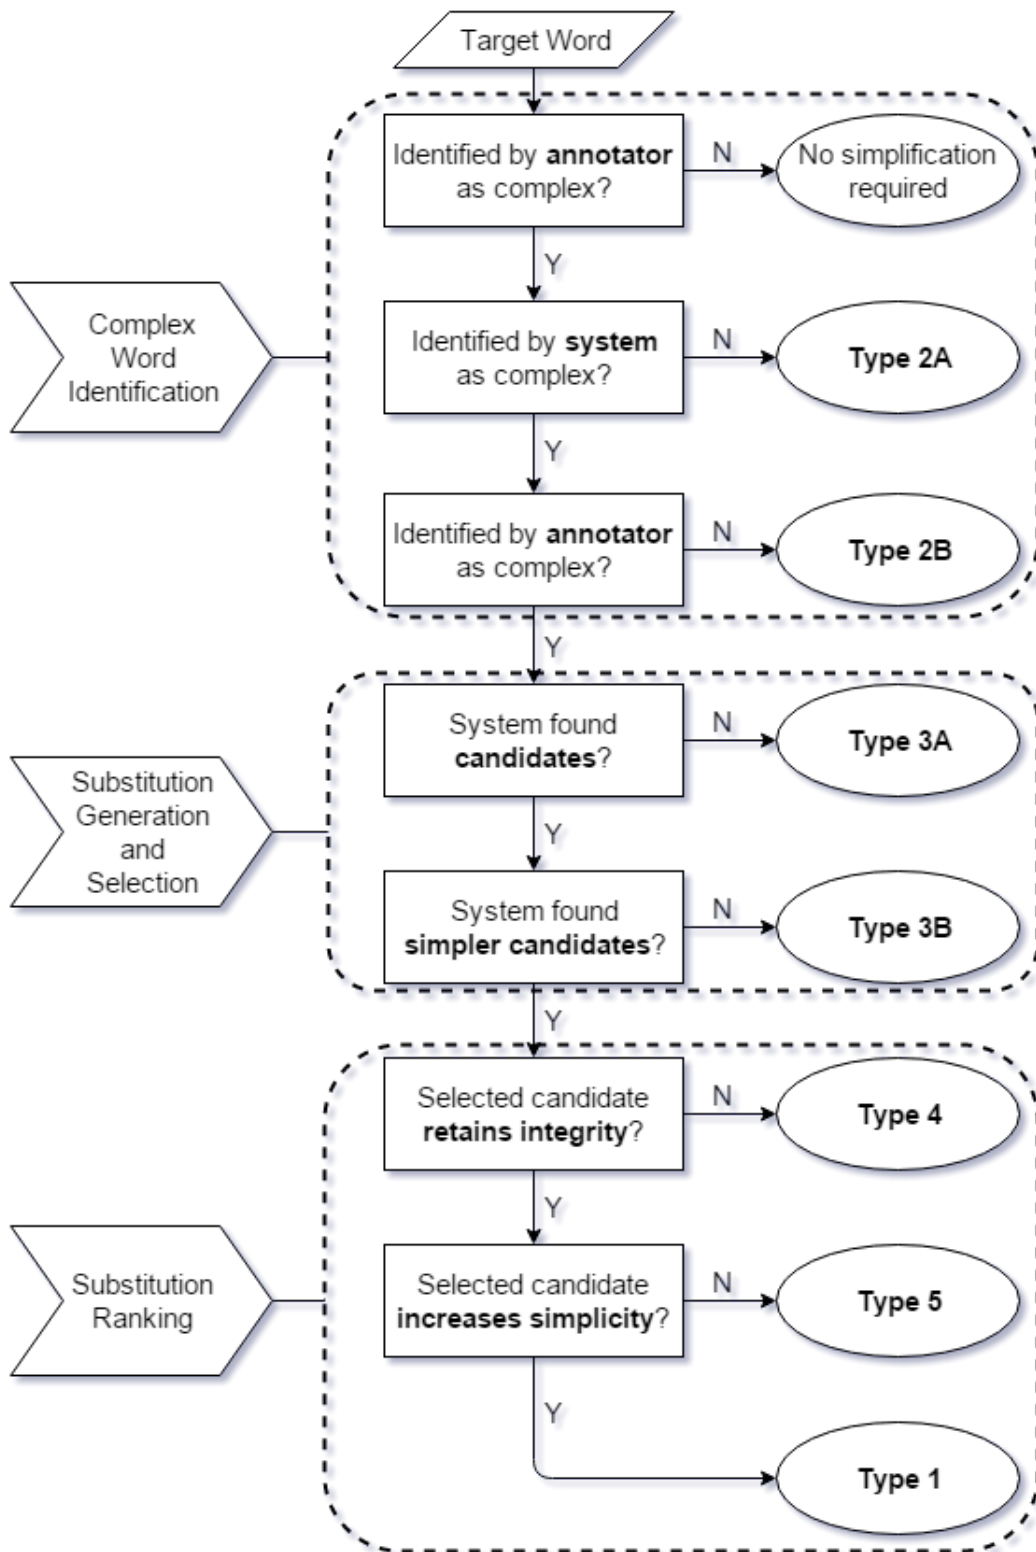 Target Word
Identified by annotator
as complex?
N
No simplification
required
Y
Complex
Word
Identification
Identified by system
as complex?
N
Type 2A
Y
Identified by annotator
as complex?
N
Type 2B
Y
System found
candidates?
N
Type 3A
Substitution
Generation
and
Selection
Y
System found
simpler candidates?
N
Type 3B
Y
Selected candidate
retains integrity?
N
Type 4
Y
Substitution
Ranking
Selected candidate
increases simplicity?
N
Type 5
Y
Type 1